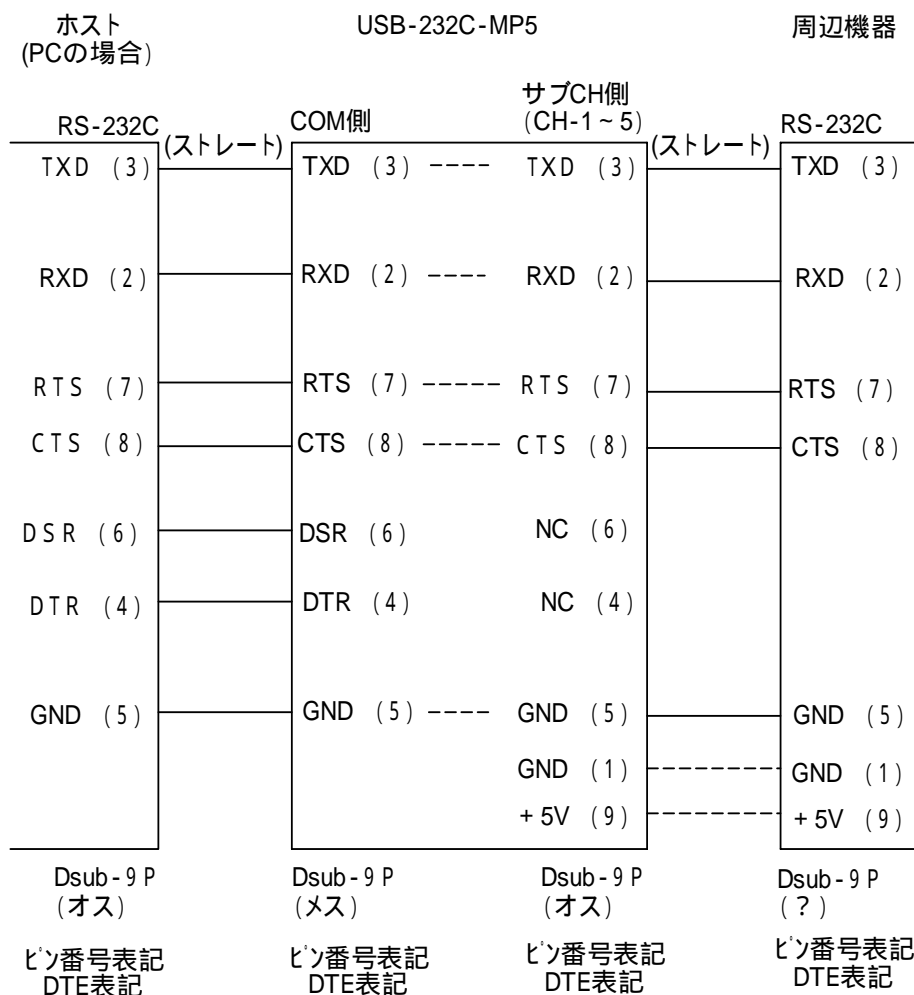 ホスト
(PCの場合)
USB-232C-MP5
周辺機器
RS-232C
(ストレート)
COM側
サブCH側
(CH-1～5)
(ストレート)
RS-232C
TXD (3)
TXD (3) ----
TXD (3)
TXD (3)
RXD (2)
RXD (2) ----
RXD (2)
RXD (2)
RTS (7)
RTS (7) -----
RTS (7)
RTS (7)
CTS (8)
CTS (8) -----
CTS (8)
CTS (8)
DSR (6)
DSR (6)
NC (6)
DTR (4)
DTR (4)
NC (4)
GND (5)
GND (5) ----
GND (5)
GND (5)
GND (1)
GND (1)
+5V (9)
+5V (9)
Dsub-9P
(オス)
Dsub-9P
(メス)
Dsub-9P
(オス)
Dsub-9P
(?)
ピン番号表記
DTE表記
ピン番号表記
DTE表記
ピン番号表記
DTE表記
ピン番号表記
DTE表記